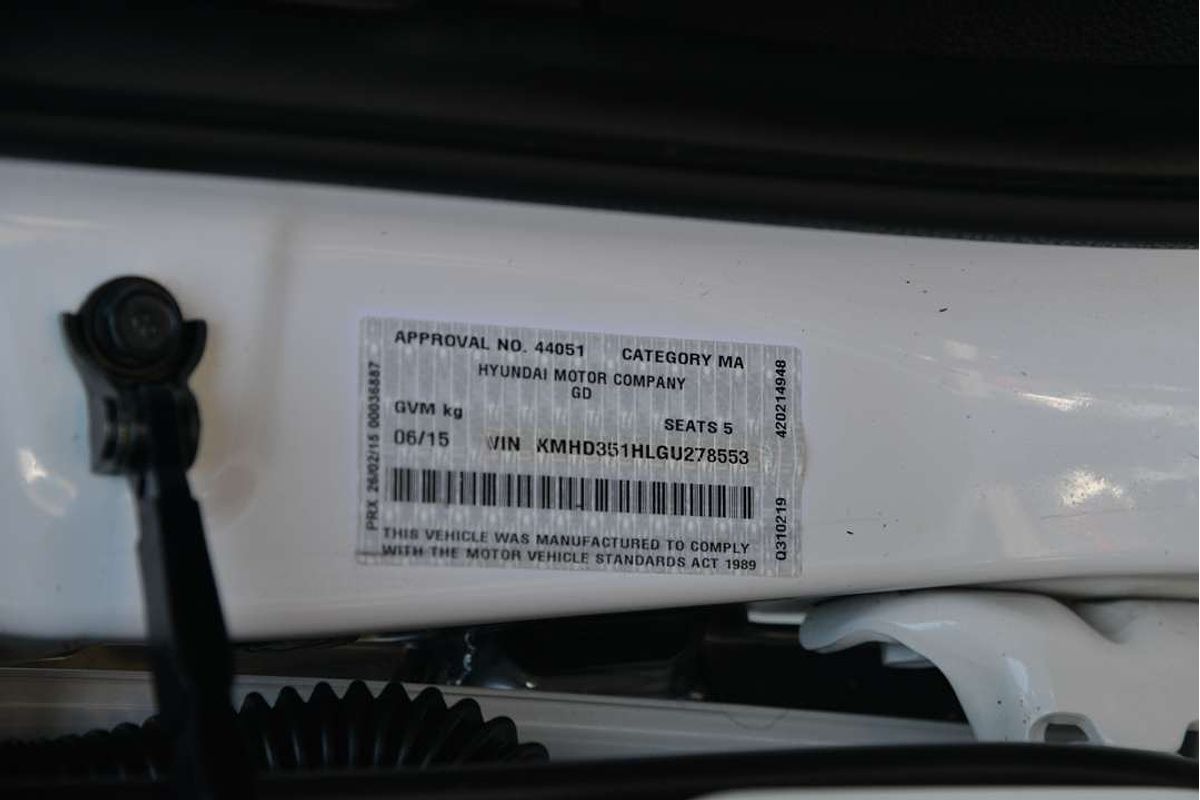 APPROVAL NO. 44051 CATEGORY MA
HYUNDAI MOTOR COMPANY
GD
GVM kg SEATS 5
06/15 VIN KMHD351HLGU278553
THIS VEHICLE WAS MANUFACTURED TO COMPLY
WITH THE MOTOR VEHICLE STANDARDS ACT 1989
PRX 26/02/15 00036887
420214948
Q310219